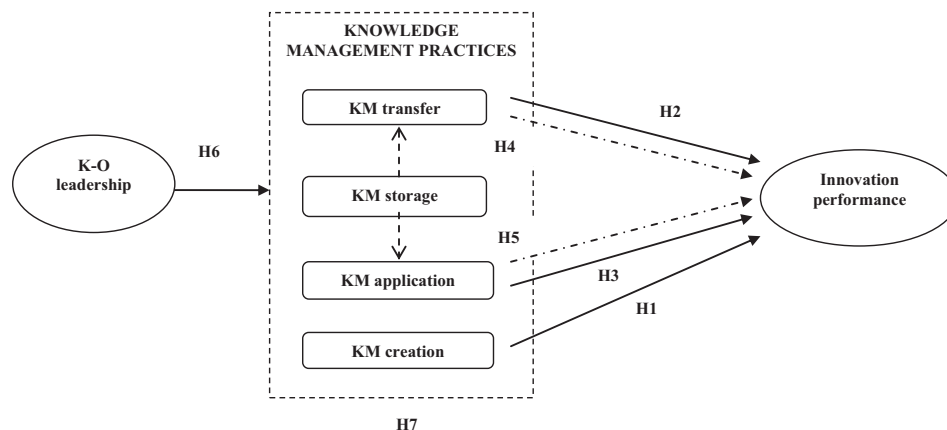 KNOWLEDGE
MANAGEMENT PRACTICES
KM transfer
H2
H6
H4
K-O
leadership
KM storage
Innovation
performance
H5
KM application
H3
H1
KM creation
H7